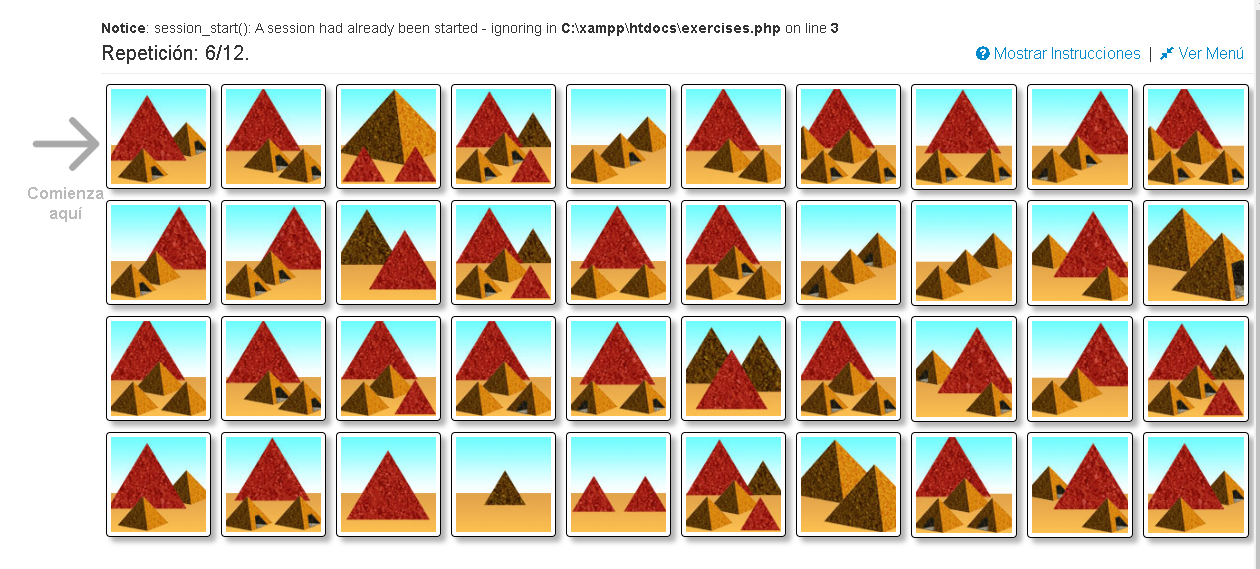 Notice: session_start(): A session had already been started - ignoring in C:\xampp\htdocs\exercises.php on line 3
Repetición: 6/12.
Mostrar Instrucciones | Ver Menú
Comienza
aquí